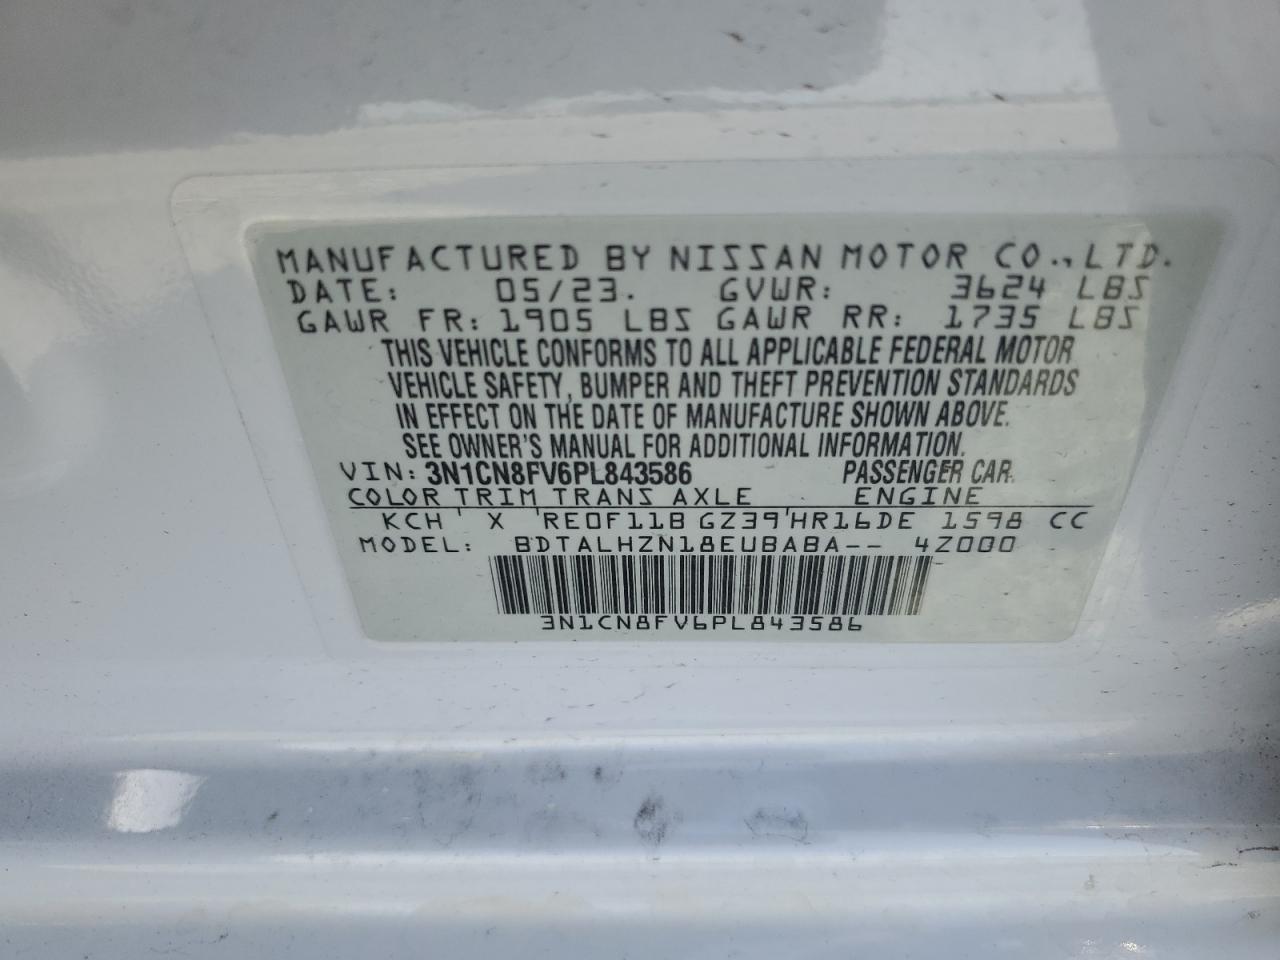 MANUFACTURED BY NISSAN MOTOR CO., LTD.
DATE: 05/23. GVWR: 3624 LBS
GAWR FR: 1905 LBS GAWR RR: 1735 LBS
THIS VEHICLE CONFORMS TO ALL APPLICABLE FEDERAL MOTOR
VEHICLE SAFETY, BUMPER AND THEFT PREVENTION STANDARDS
IN EFFECT ON THE DATE OF MANUFACTURE SHOWN ABOVE.
SEE OWNER'S MANUAL FOR ADDITIONAL INFORMATION.
VIN: 3N1CN8FV6PL843586 PASSENGER CAR
COLOR TRIM TRANS AXLE ENGINE
KCH ' X ' RE0F11B GZ39'HR16DE 1598 CC
MODEL: BDTALHZN18EUBABA-- 4Z000
3N1CN8FV6PL843586